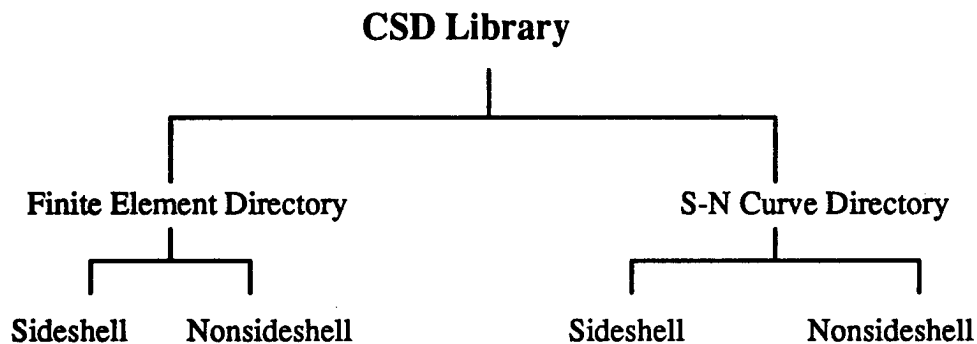 CSD Library
Finite Element Directory
S-N Curve Directory
Sideshell
Nonsideshell
Sideshell
Nonsideshell